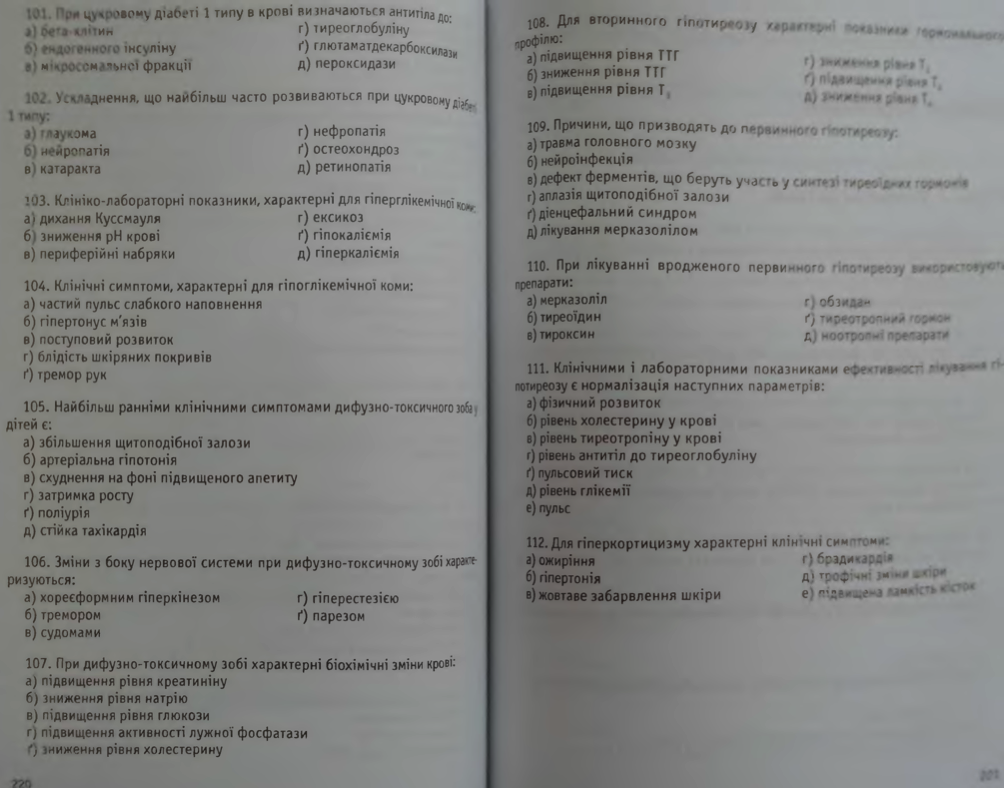 101. При цукровому діабеті 1 типу в крові визначаються антитіла до:
а) бета-клітин
г) тиреоглобуліну
б) ендогенного інсуліну
ґ) глютаматдекарбоксилази
в) мікросомальної фракції
д) пероксидази
102. Ускладнення, що найбільш часто розвиваються при цукровому діабеті
1 типу:
а) глаукома
г) нефропатія
б) нейропатія
ґ) остеохондроз
в) катаракта
д) ретинопатія
103. Клініко-лабораторні показники, характерні для гіперглікемічної коми:
а) дихання Куссмауля
г) ексикоз
б) зниження pH крові
ґ) гіпокаліємія
в) периферійні набряки
д) гіперкаліємія
104. Клінічні симптоми, характерні для гіпоглікемічної коми:
а) частий пульс слабкого наповнення
б) гіпертонус м'язів
в) поступовий розвиток
г) блідість шкіряних покривів
ґ) тремор рук
105. Найбільш ранніми клінічними симптомами дифузно-токсичного зоба у
дітей є:
а) збільшення щитоподібної залози
б) артеріальна гіпотонія
в) схуднення на фоні підвищеного апетиту
г) затримка росту
ґ) поліурія
д) стійка тахікардія
106. Зміни з боку нервової системи при дифузно-токсичному зобі характе-
ризуються:
а) хореєформним гіперкінезом
г) гіперестезією
б) тремором
ґ) парезом
в) судомами
107. При дифузно-токсичному зобі характерні біохімічні зміни крові:
а) підвищення рівня креатиніну
б) зниження рівня натрію
в) підвищення рівня глюкози
г) підвищення активності лужної фосфатази
ґ) зниження рівня холестерину
220
108. Для вторинного гіпотиреозу характерні показники гормонального
профілю:
а) підвищення рівня ТТГ
г) зниження рівня Т₃
б) зниження рівня ТТГ
ґ) підвищення рівня Т₄
в) підвищення рівня Т₃
д) зниження рівня Т₄
109. Причини, що призводять до первинного гіпотиреозу:
а) травма головного мозку
б) нейроінфекція
в) дефект ферментів, що беруть участь у синтезі тиреоїдних гормонів
г) аплазія щитоподібної залози
ґ) діенцефальний синдром
д) лікування мерказолілом
110. При лікуванні вродженого первинного гіпотиреозу використовують
препарати:
а) мерказоліл
г) обзидан
б) тиреоїдин
ґ) тиреотропний гормон
в) тироксин
д) ноотропні препарати
111. Клінічними і лабораторними показниками ефективності лікування гі-
потиреозу є нормалізація наступних параметрів:
а) фізичний розвиток
б) рівень холестерину у крові
в) рівень тиреотропіну у крові
г) рівень антитіл до тиреоглобуліну
ґ) пульсовий тиск
д) рівень глікемії
е) пульс
112. Для гіперкортицизму характерні клінічні симптоми:
а) ожиріння
г) брадикардія
б) гіпертонія
д) трофічні зміни шкіри
в) жовтаве забарвлення шкіри
е) підвищена ламкість кісток